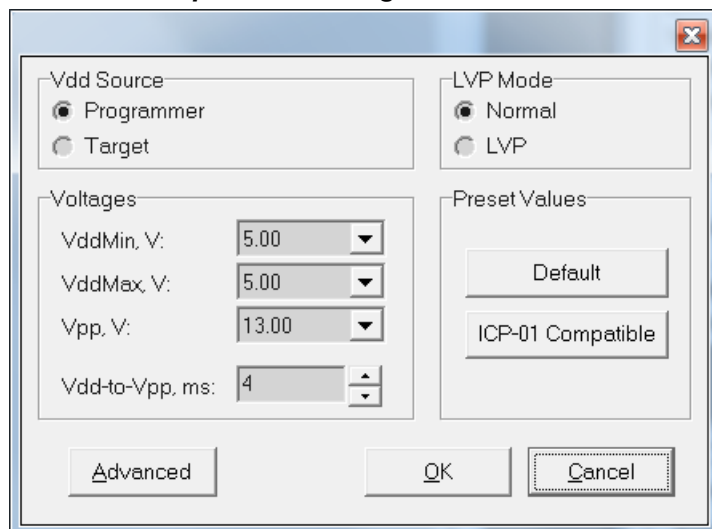 Vdd Source
Programmer
Target
LVP Mode
Normal
LVP
Voltages
VddMin, V: 5.00
VddMax, V: 5.00
Vpp, V: 13.00
Vdd-to-Vpp, ms: 4
Preset Values
Default
ICP-01 Compatible
Advanced
OK
Cancel